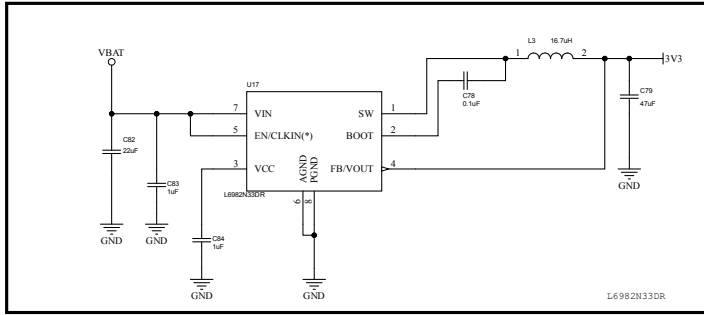 VBAT
L3 16.7uH
1 2
3V3
U17
C78
0.1uF
C79
47uF
7 VIN SW 1
5 EN/CLKIN(*) BOOT 2
3 VCC FB/VOUT 4
AGND
PGND
6
8
C82
22uF
C83
1uF
L6982N33DR
C84
1uF
GND
GND
GND
GND
GND
L6982N33DR